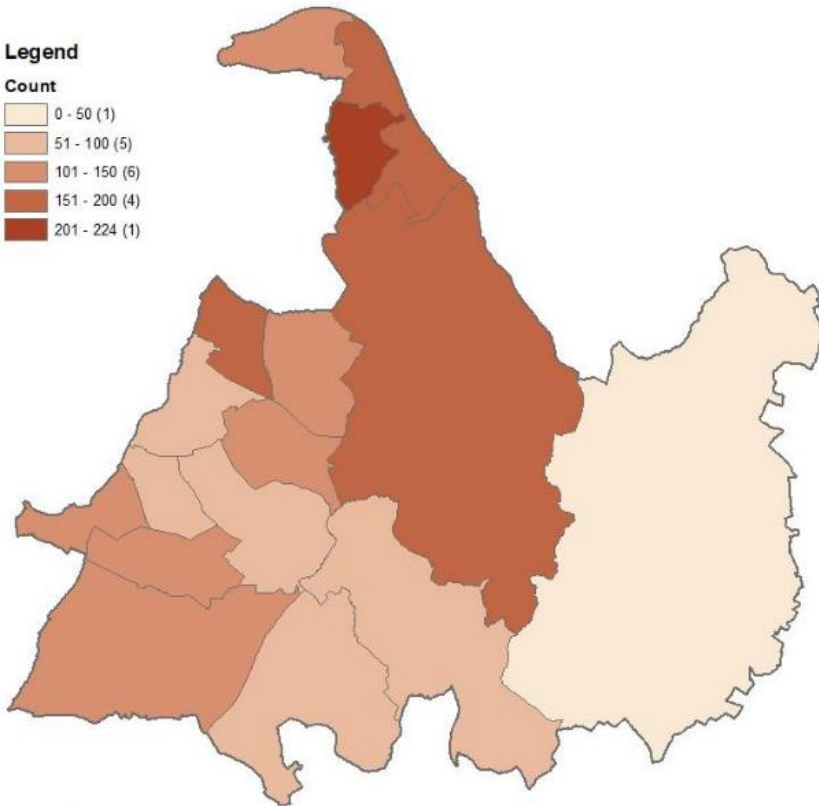 Legend
Count
0 - 50 (1)
51 - 100 (5)
101 - 150 (6)
151 - 200 (4)
201 - 224 (1)